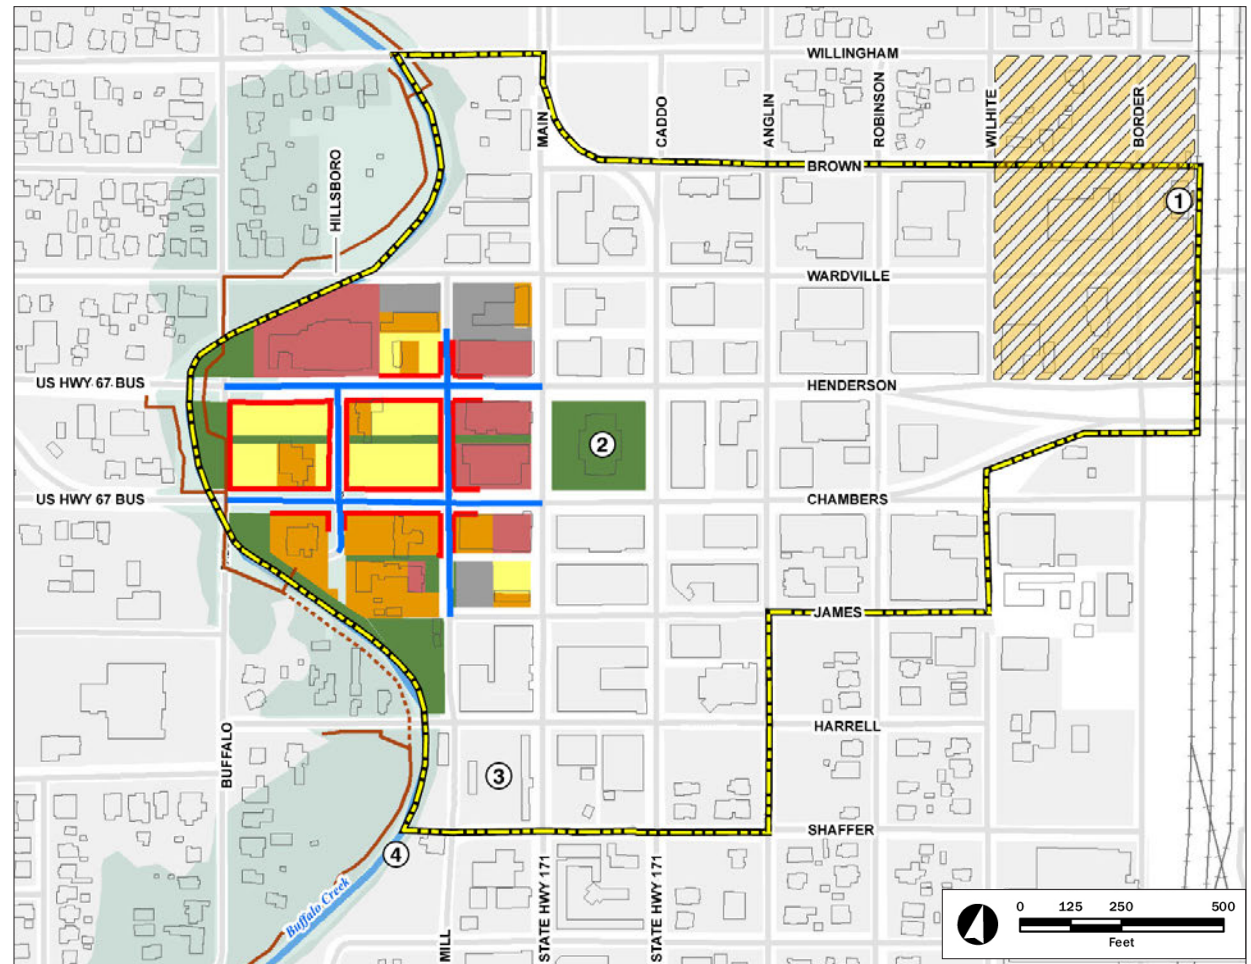 WILLINGHAM
MAIN
CADDO
ANGLIN
ROBINSON
WILHITE
BORDER
BROWN
HILLSBORO
1
WARDVILLE
US HWY 67 BUS
HENDERSON
2
US HWY 67 BUS
CHAMBERS
JAMES
BUFFALO
HARRELL
3
SHAFFER
4
Buffalo Creek
MILL
STATE HWY 171
STATE HWY 171
0 125 250 500
Feet